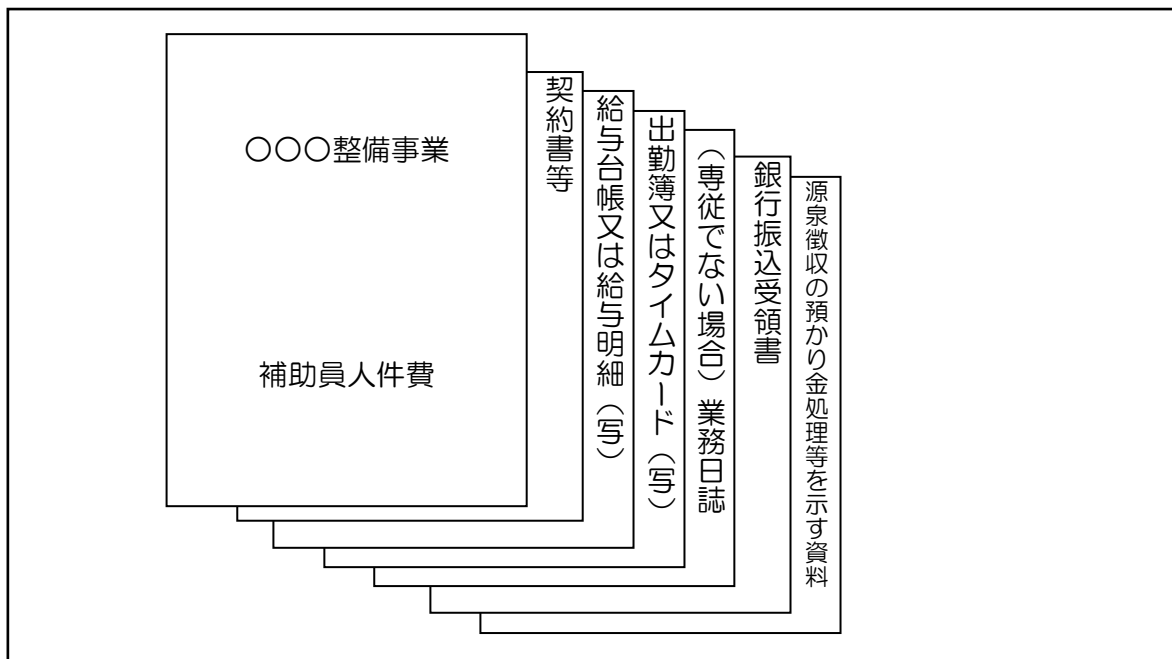 〇〇〇整備事業
補助員人件費
契約書等
給与台帳又は給与明細（写）
出勤簿又はタイムカード（写）
（専従でない場合）業務日誌
銀行振込受領書
源泉徴収の預かり金処理等を示す資料